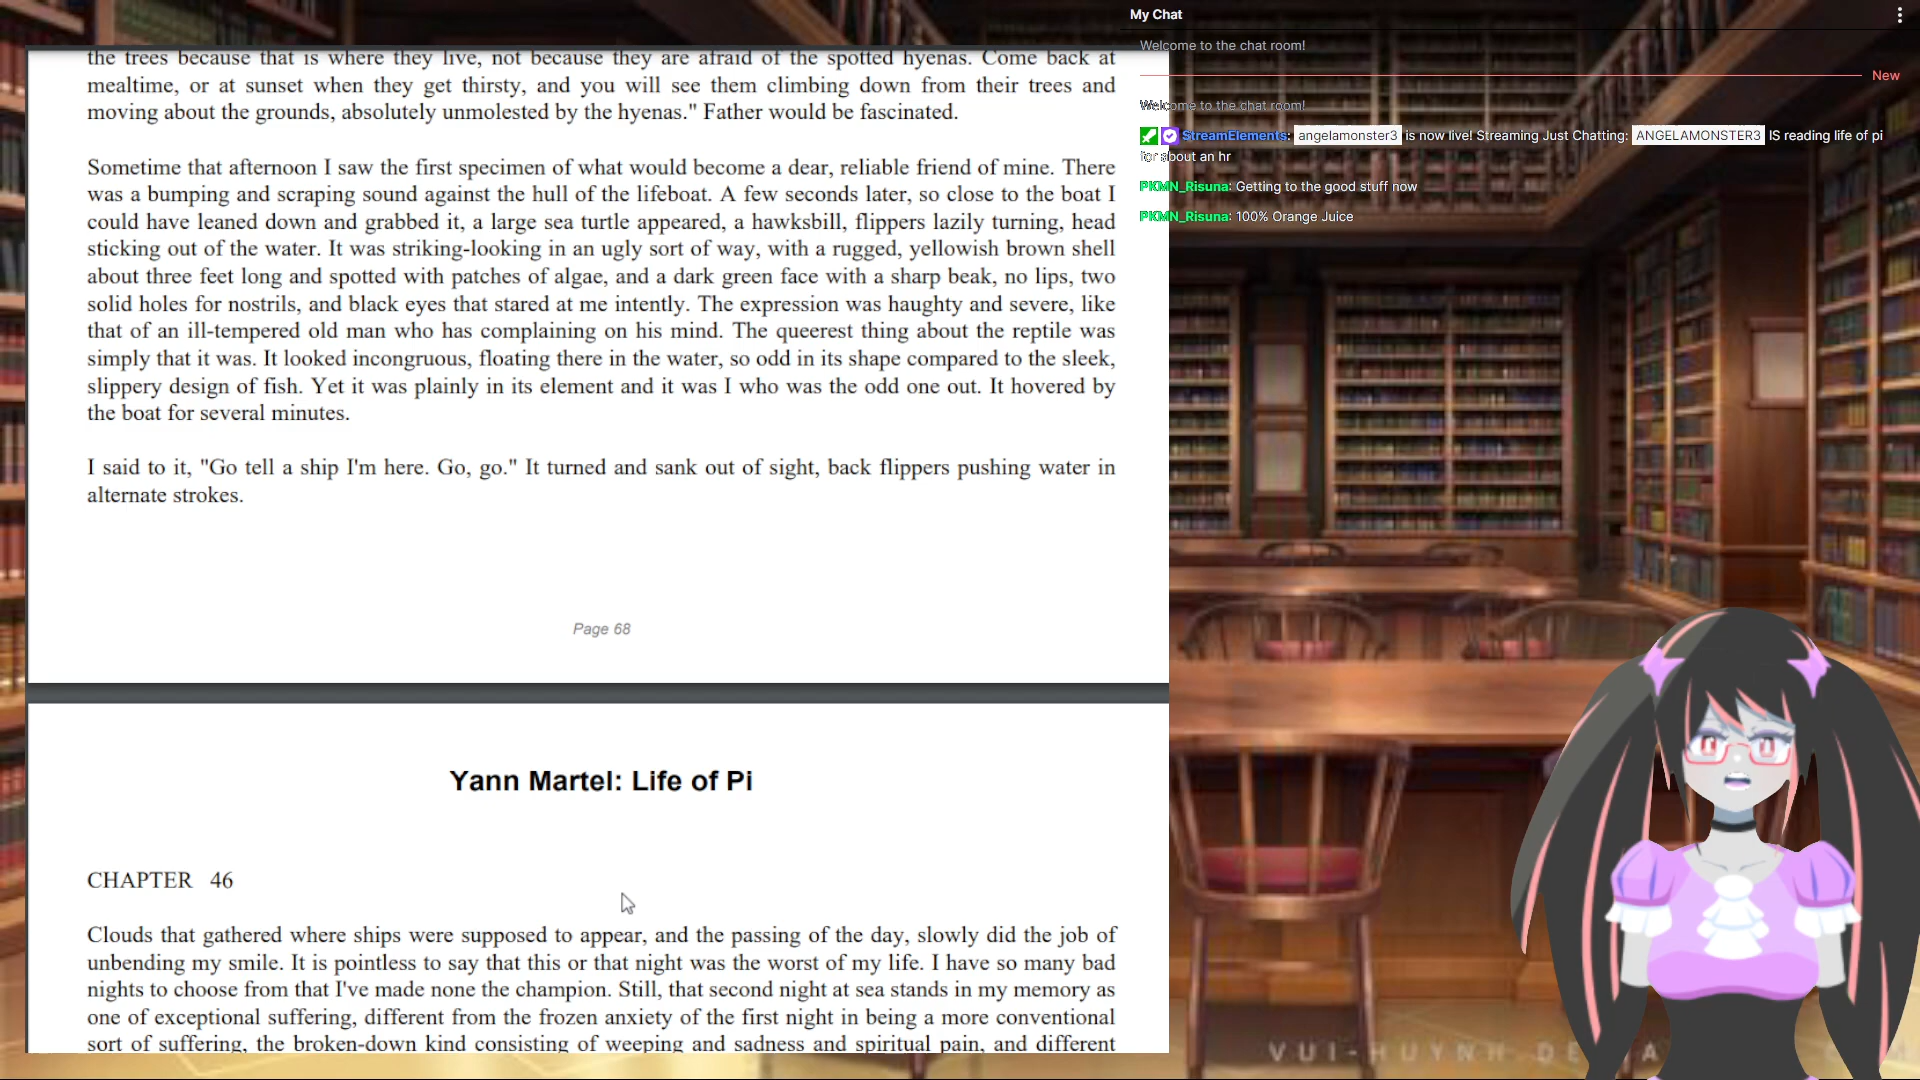 the trees because that is where they live, not because they are afraid of the spotted hyenas. Come back at
mealtime, or at sunset when they get thirsty, and you will see them climbing down from their trees and
moving about the grounds, absolutely unmolested by the hyenas." Father would be fascinated.
Sometime that afternoon I saw the first specimen of what would become a dear, reliable friend of mine. There
was a bumping and scraping sound against the hull of the lifeboat. A few seconds later, so close to the boat I
could have leaned down and grabbed it, a large sea turtle appeared, a hawksbill, flippers lazily turning, head
sticking out of the water. It was striking-looking in an ugly sort of way, with a rugged, yellowish brown shell
about three feet long and spotted with patches of algae, and a dark green face with a sharp beak, no lips, two
solid holes for nostrils, and black eyes that stared at me intently. The expression was haughty and severe, like
that of an ill-tempered old man who has complaining on his mind. The queerest thing about the reptile was
simply that it was. It looked incongruous, floating there in the water, so odd in its shape compared to the sleek,
slippery design of fish. Yet it was plainly in its element and it was I who was the odd one out. It hovered by
the boat for several minutes.
I said to it, "Go tell a ship I'm here. Go, go." It turned and sank out of sight, back flippers pushing water in
alternate strokes.
Page 68
Yann Martel: Life of Pi
CHAPTER 46
Clouds that gathered where ships were supposed to appear, and the passing of the day, slowly did the job of
unbending my smile. It is pointless to say that this or that night was the worst of my life. I have so many bad
nights to choose from that I've made none the champion. Still, that second night at sea stands in my memory as
one of exceptional suffering, different from the frozen anxiety of the first night in being a more conventional
sort of suffering, the broken-down kind consisting of weeping and sadness and spiritual pain, and different
My Chat
Welcome to the chat room!
New
Welcome to the chat room!
StreamElements: angelamonster3 is now live! Streaming Just Chatting: ANGELAMONSTER3 IS reading life of pi
for about an hr
PKMN_Risuna: Getting to the good stuff now
PKMN_Risuna: 100% Orange Juice
VUI-HUYNH